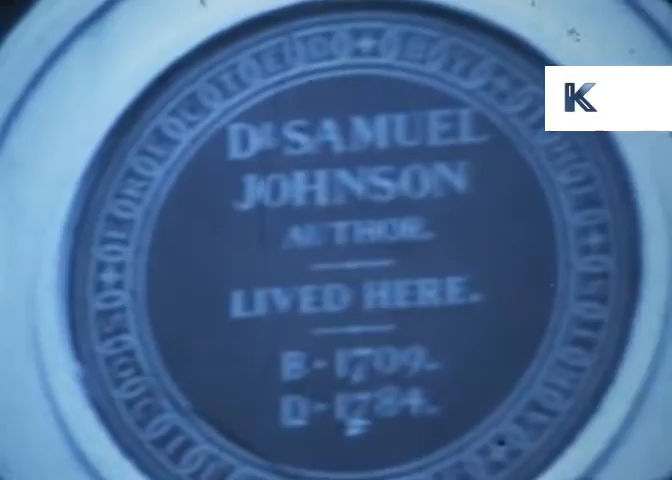 K
DR SAMUEL
JOHNSON
AUTHOR.
LIVED HERE.
B - 1709.
D - 1784.